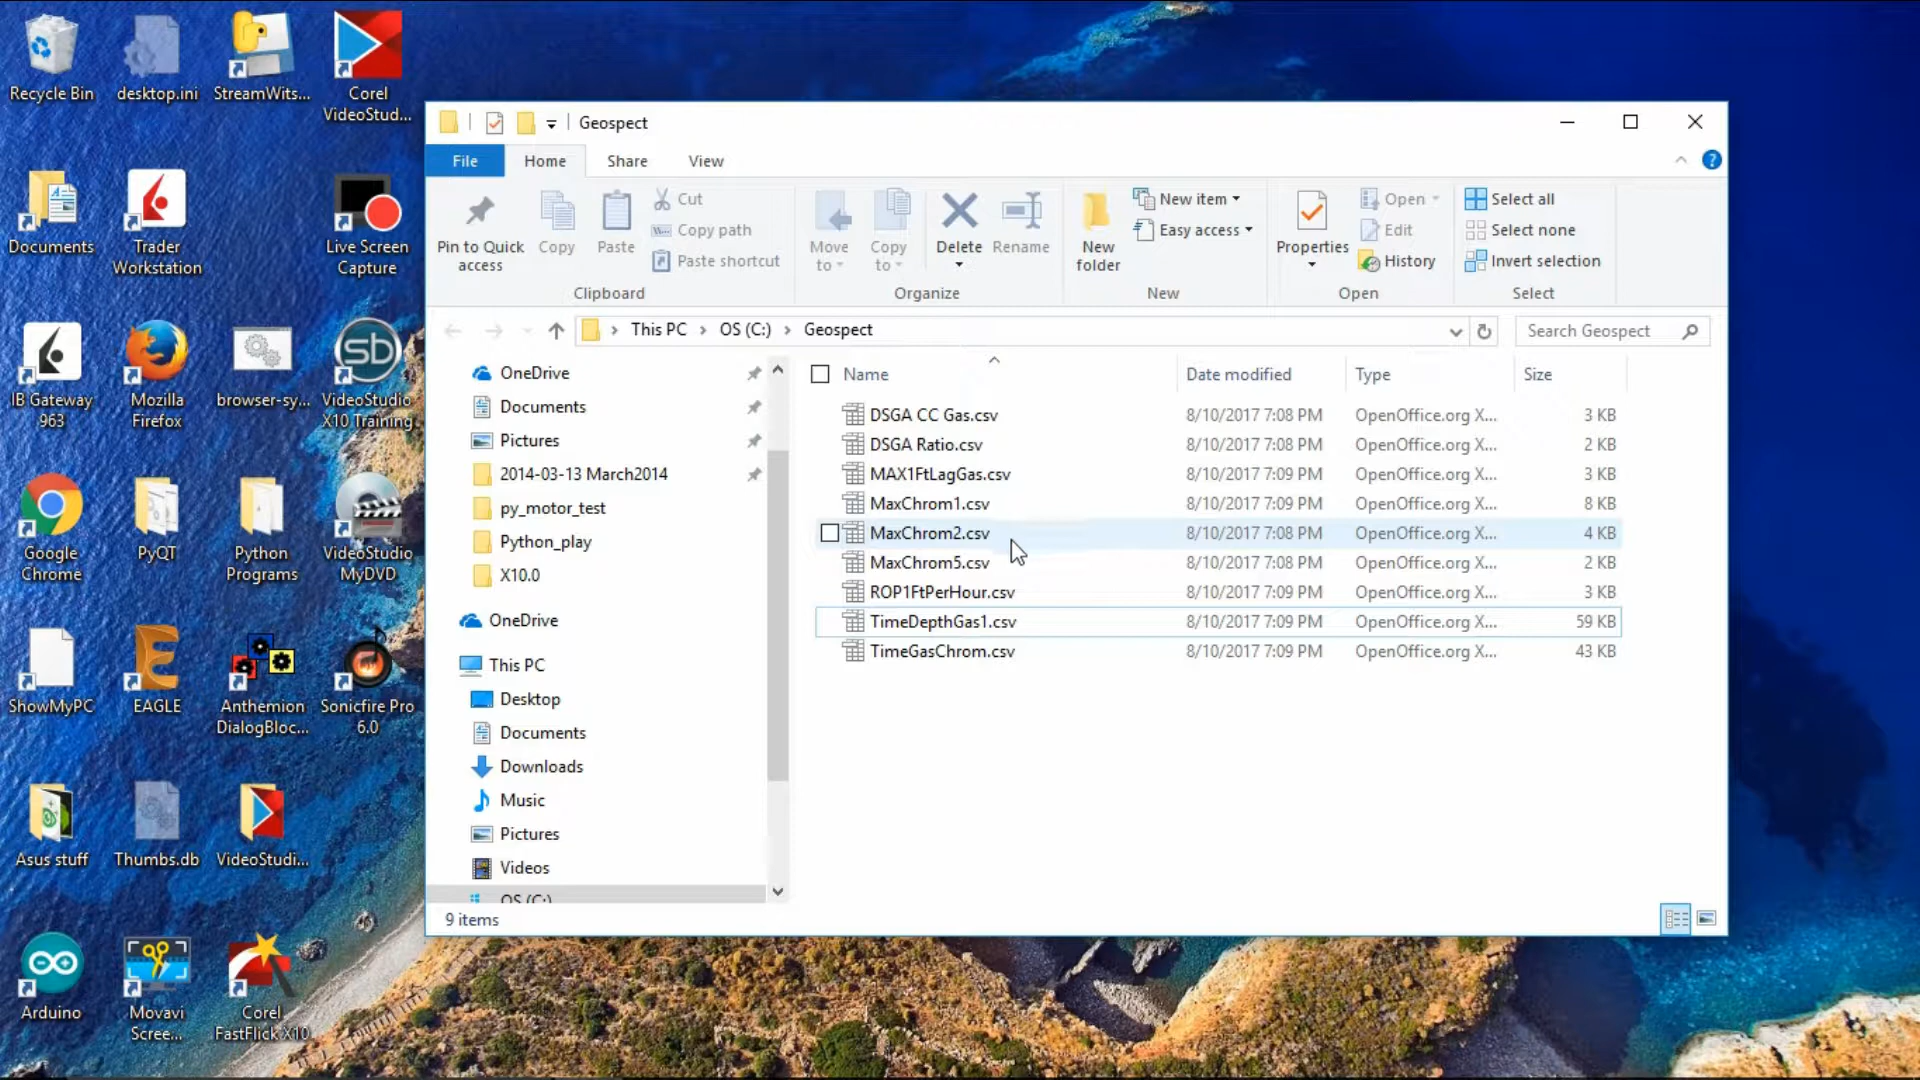 Recycle Bin
desktop.ini
StreamWits...
Corel
VideoStud...
Documents
Trader
Workstation
Live Screen
Capture
IB Gateway
963
Mozilla
Firefox
browser-sy...
VideoStudio
X10 Training
Google
Chrome
PyQT
Python
Programs
VideoStudio
MyDVD
ShowMyPC
EAGLE
Anthemion
DialogBloc...
Sonicfire Pro
6.0
Asus stuff
Thumbs.db
VideoStudi...
Arduino
Movavi
Scree...
Corel
FastFlick X10
Geospect
File Home Share View
Pin to Quick
access
Copy
Paste
Cut
Copy path
Paste shortcut
Clipboard
Move
to
Copy
to
Delete
Rename
Organize
New
folder
New item
Easy access
New
Properties
Open
Edit
History
Open
Select all
Select none
Invert selection
Select
This PC > OS (C:) > Geospect
Search Geospect
OneDrive
Documents
Pictures
2014-03-13 March2014
py_motor_test
Python_play
X10.0
OneDrive
This PC
Desktop
Documents
Downloads
Music
Pictures
Videos
OS (C:)
Name Date modified Type Size
DSGA CC Gas.csv 8/10/2017 7:08 PM OpenOffice.org X... 3 KB
DSGA Ratio.csv 8/10/2017 7:08 PM OpenOffice.org X... 2 KB
MAX1FtLagGas.csv 8/10/2017 7:09 PM OpenOffice.org X... 3 KB
MaxChrom1.csv 8/10/2017 7:09 PM OpenOffice.org X... 8 KB
MaxChrom2.csv 8/10/2017 7:08 PM OpenOffice.org X... 4 KB
MaxChrom5.csv 8/10/2017 7:08 PM OpenOffice.org X... 2 KB
ROP1FtPerHour.csv 8/10/2017 7:09 PM OpenOffice.org X... 3 KB
TimeDepthGas1.csv 8/10/2017 7:09 PM OpenOffice.org X... 59 KB
TimeGasChrom.csv 8/10/2017 7:09 PM OpenOffice.org X... 43 KB
9 items